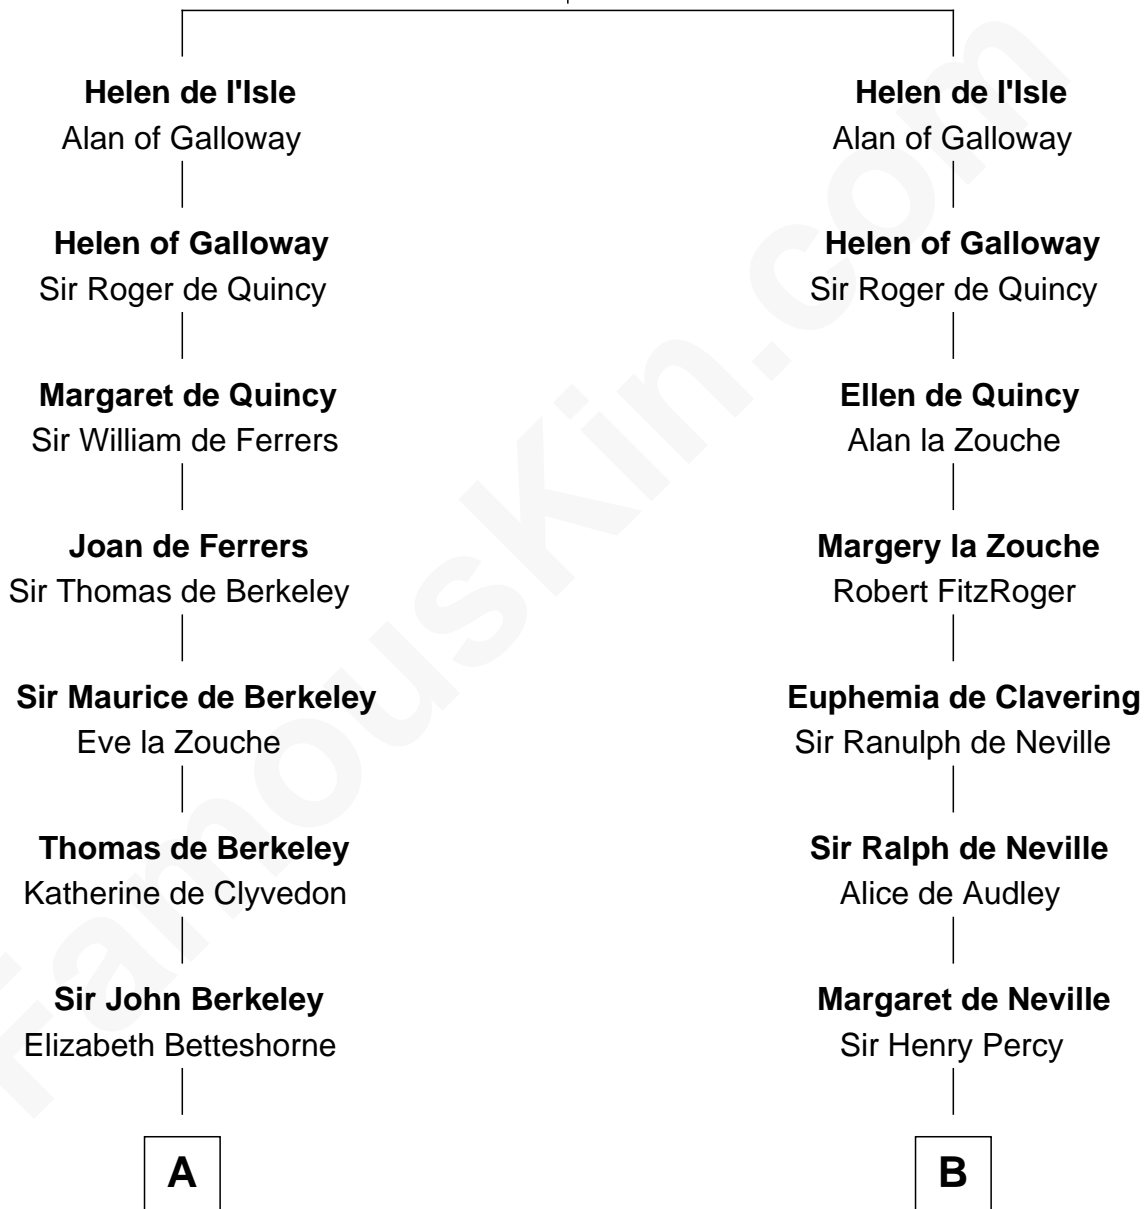 Helen de l'Isle
Alan of Galloway
Helen of Galloway
Sir Roger de Quincy
Margaret de Quincy
Sir William de Ferrers
Joan de Ferrers
Sir Thomas de Berkeley
Sir Maurice de Berkeley
Eve la Zouche
Thomas de Berkeley
Katherine de Clyvedon
Sir John Berkeley
Elizabeth Betteshorne
A
Helen de l'Isle
Alan of Galloway
Helen of Galloway
Sir Roger de Quincy
Ellen de Quincy
Alan la Zouche
Margery la Zouche
Robert FitzRoger
Euphemia de Clavering
Sir Ranulph de Neville
Sir Ralph de Neville
Alice de Audley
Margaret de Neville
Sir Henry Percy
B
FamousKin.com